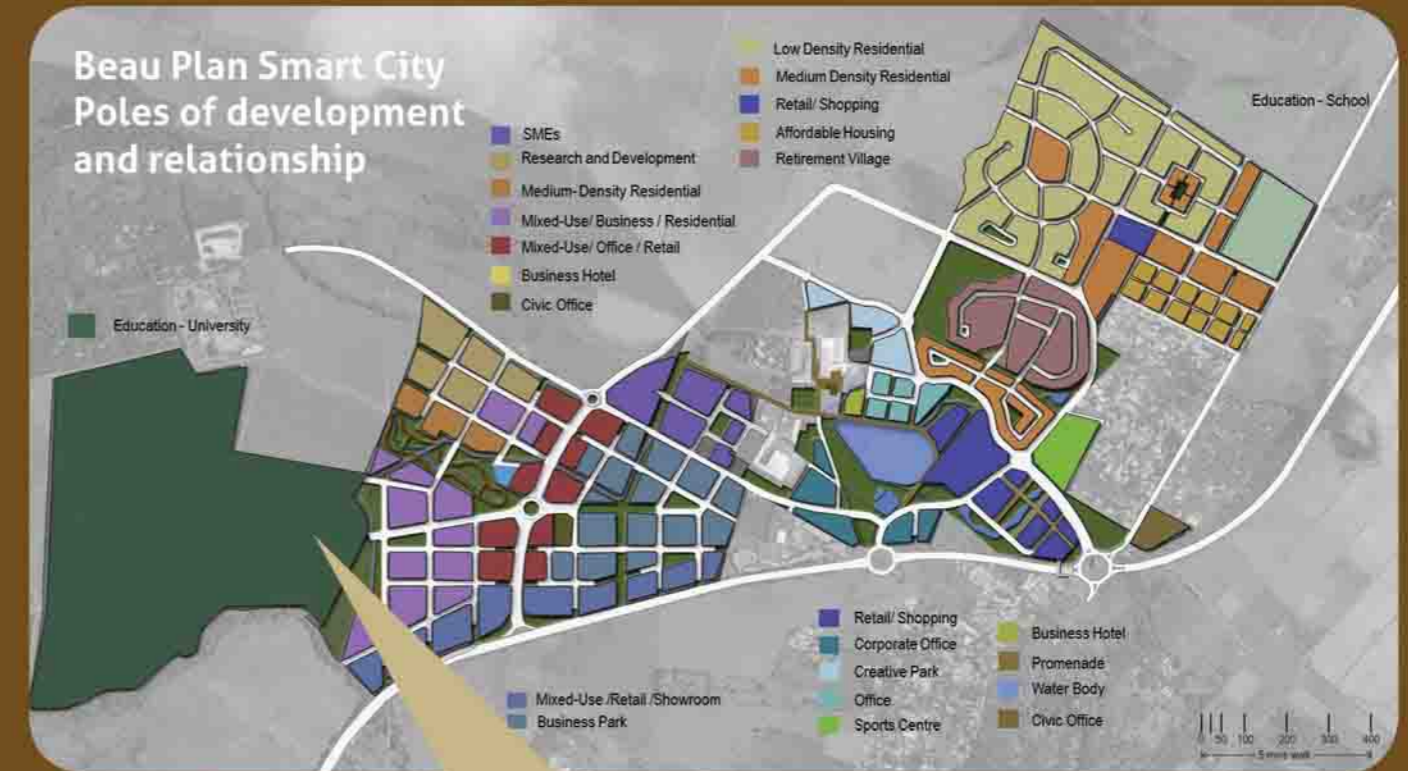 Beau Plan Smart City
Poles of development
and relationship
SMEs
Research and Development
Medium- Density Residential
Mixed-Use/ Business / Residential
Mixed-Use/ Office / Retail
Business Hotel
Civic Office
Low Density Residential
Medium Density Residential
Retail/ Shopping
Affordable Housing
Retirement Village
Education - School
Education - University
Mixed-Use /Retail /Showroom
Business Park
Retail/ Shopping
Corporate Office
Creative Park
Office
Sports Centre
Business Hotel
Promenade
Water Body
Civic Office
50 100 200 300 400
5 mins walk